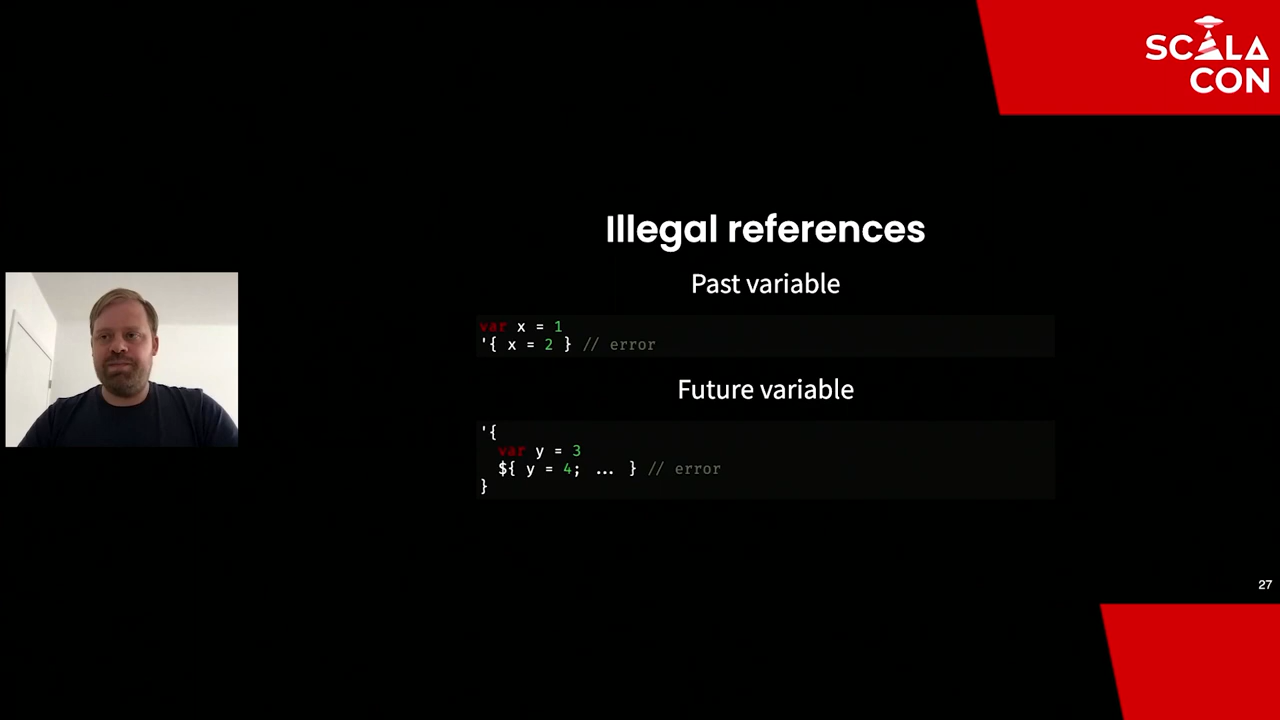 SCALA
CON
Illegal references
Past variable
var x = 1
'{ x = 2 } // error
Future variable
'{
var y = 3
${ y = 4; ... } // error
}
27